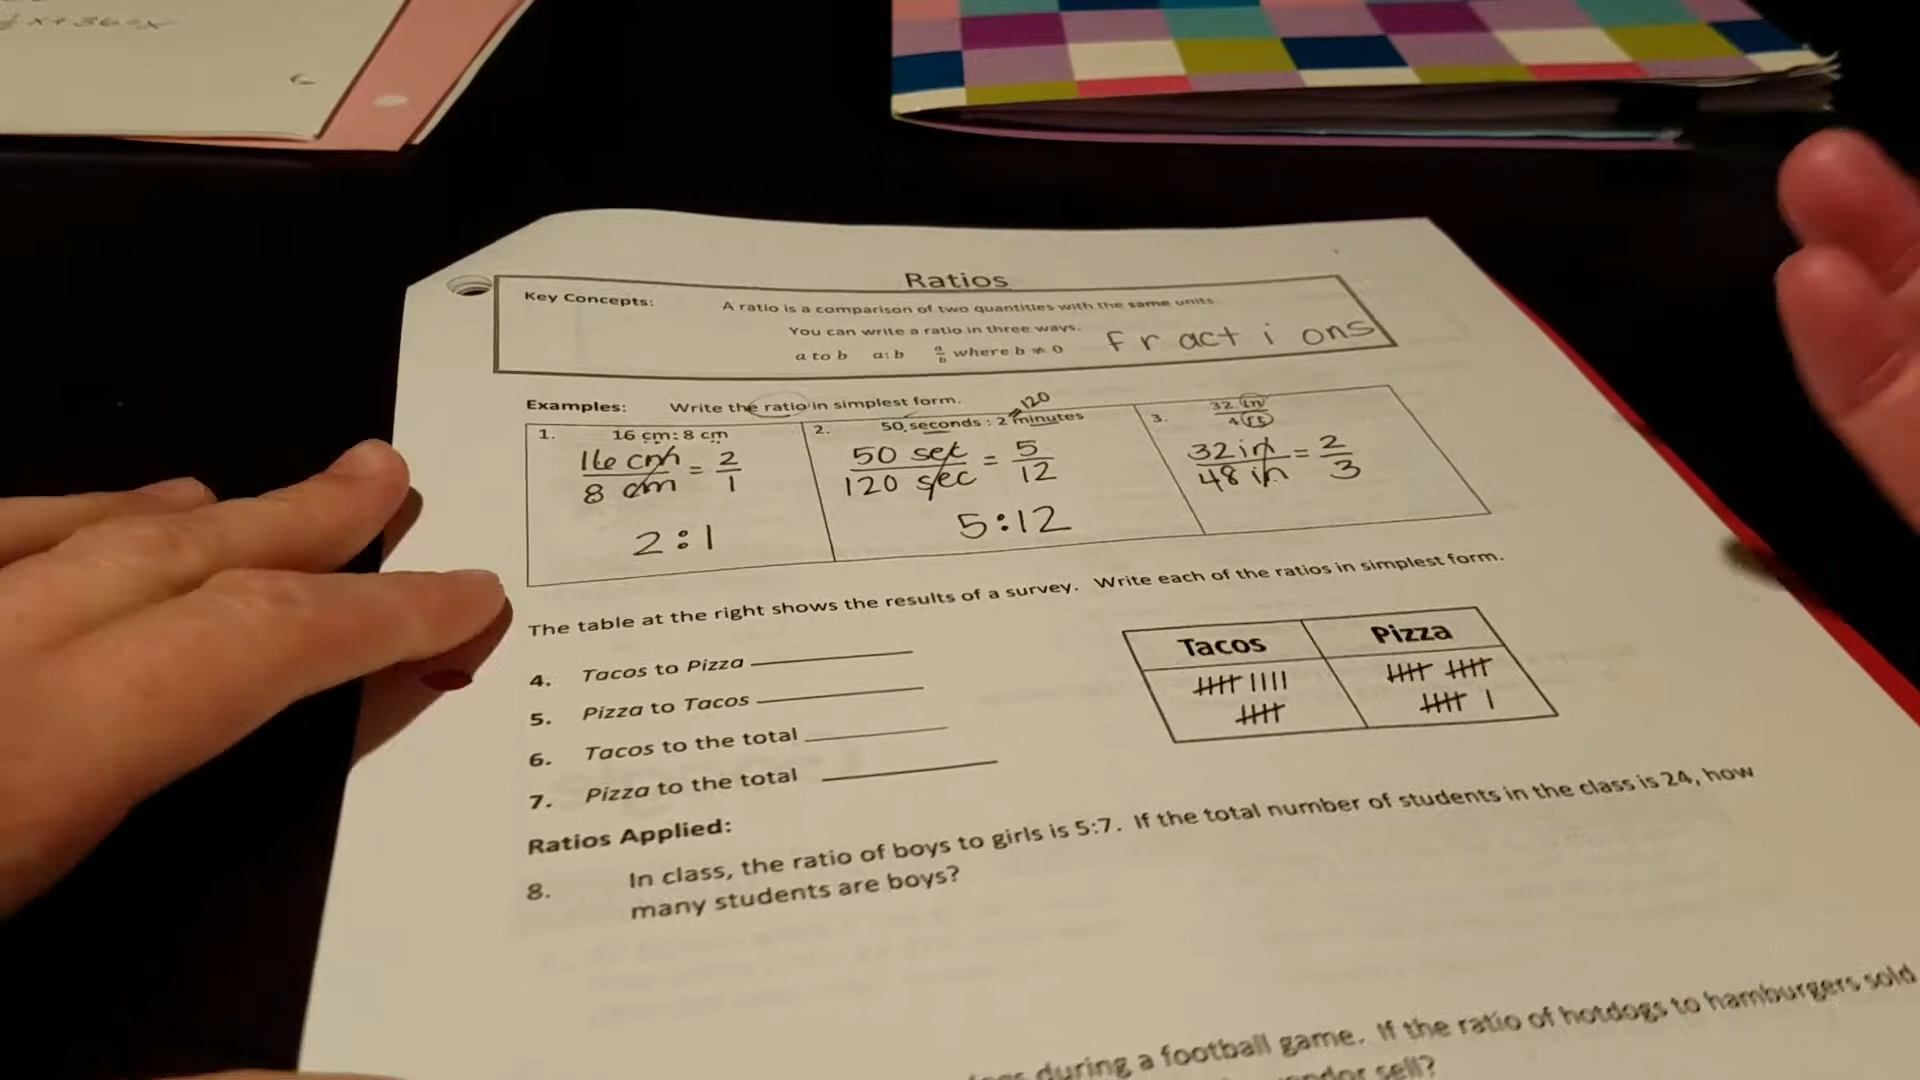 Ratios
Key Concepts:
A ratio is a comparison of two quantities with the same units.
You can write a ratio in three ways.
a to b a:b a/b where b ≠ 0 fractions
Examples: Write the ratio in simplest form.
1. 16 cm: 8 cm
16 cm/8 cm = 2/1
2:1
120
2. 50 seconds : 2 minutes
50 sec/120 sec = 5/12
5:12
3. 32 in/4 ft
32 in/48 in = 2/3
The table at the right shows the results of a survey. Write each of the ratios in simplest form.
4. Tacos to Pizza
5. Pizza to Tacos
6. Tacos to the total
7. Pizza to the total
Tacos Pizza
Ratios Applied:
8. In class, the ratio of boys to girls is 5:7. If the total number of students in the class is 24, how
many students are boys?
during a football game. If the ratio of hotdogs to hamburgers sold
sell?